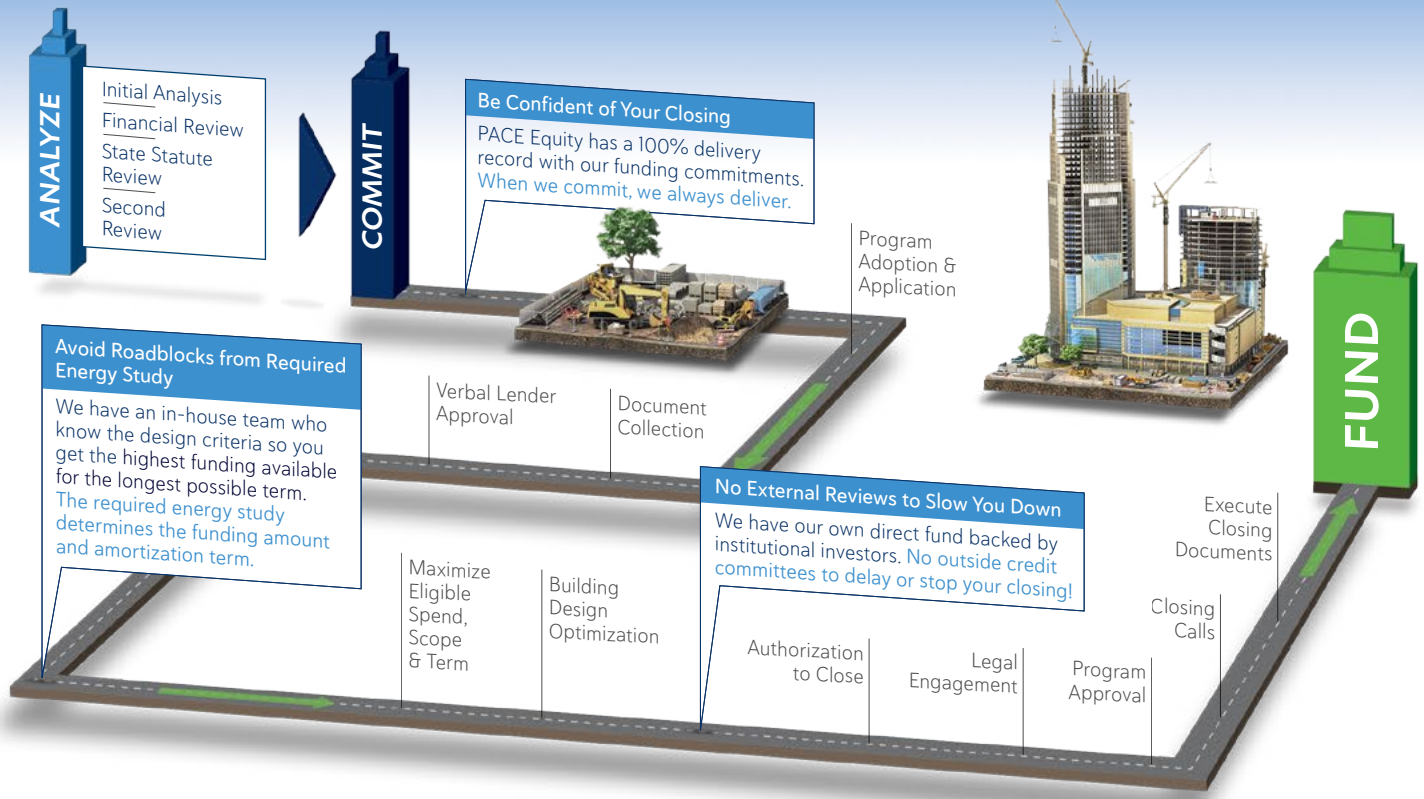 ANALYZE
Initial Analysis
Financial Review
State Statute
Review
Second
Review
COMMIT
Be Confident of Your Closing
PACE Equity has a 100% delivery
record with our funding commitments.
When we commit, we always deliver.
Program
Adoption &
Application
Document
Collection
Verbal Lender
Approval
Avoid Roadblocks from Required
Energy Study
We have an in-house team who
know the design criteria so you
get the highest funding available
for the longest possible term.
The required energy study
determines the funding amount
and amortization term.
Maximize
Eligible
Spend,
Scope
& Term
Building
Design
Optimization
No External Reviews to Slow You Down
We have our own direct fund backed by
institutional investors. No outside credit
committees to delay or stop your closing!
Authorization
to Close
Legal
Engagement
Program
Approval
Closing
Calls
Execute
Closing
Documents
FUND